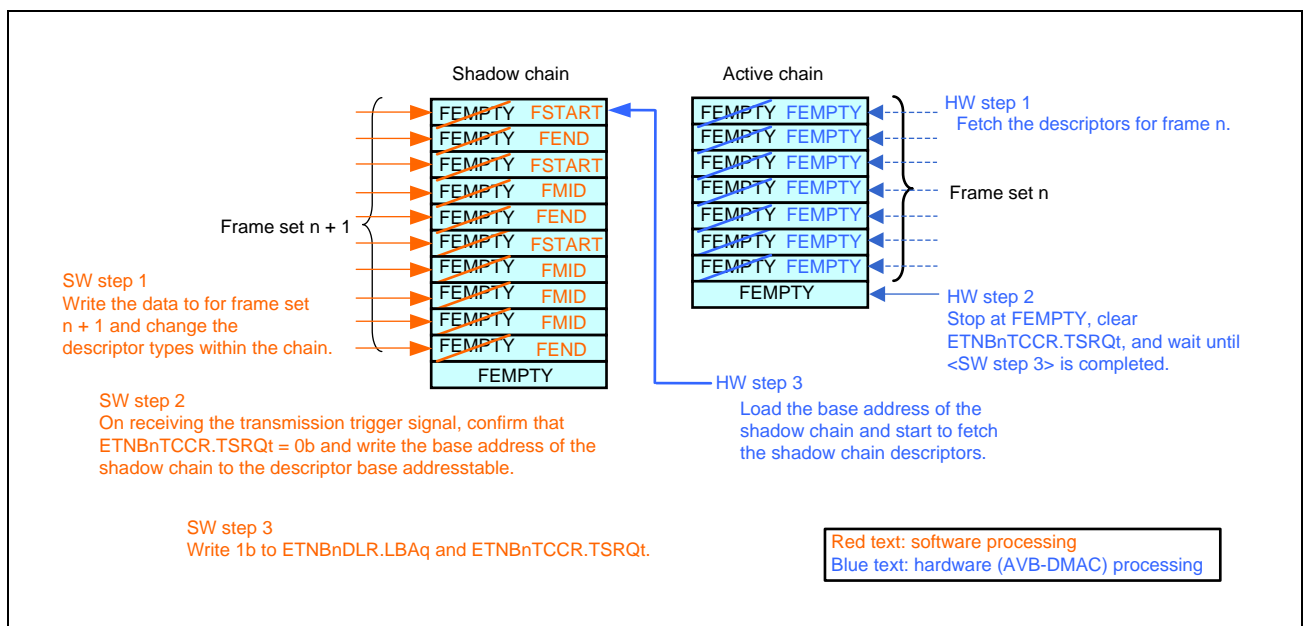 Shadow chain
Active chain
FEMPTY FSTART
FEMPTY FEND
FEMPTY FSTART
FEMPTY FMID
FEMPTY FEND
FEMPTY FSTART
FEMPTY FMID
FEMPTY FMID
FEMPTY FMID
FEMPTY FEND
FEMPTY
Frame set n + 1
FEMPTY FEMPTY
FEMPTY FEMPTY
FEMPTY FEMPTY
FEMPTY FEMPTY
FEMPTY FEMPTY
FEMPTY FEMPTY
FEMPTY FEMPTY
FEMPTY
HW step 1
Fetch the descriptors for frame n.
Frame set n
SW step 1
Write the data to for frame set
n + 1 and change the
descriptor types within the chain.
HW step 2
Stop at FEMPTY, clear
ETNBnTCCR.TSRQt, and wait until
<SW step 3> is completed.
SW step 2
On receiving the transmission trigger signal, confirm that
ETNBnTCCR.TSRQt = 0b and write the base address of the
shadow chain to the descriptor base addresstable.
HW step 3
Load the base address of the
shadow chain and start to fetch
the shadow chain descriptors.
SW step 3
Write 1b to ETNBnDLR.LBAq and ETNBnTCCR.TSRQt.
Red text: software processing
Blue text: hardware (AVB-DMAC) processing